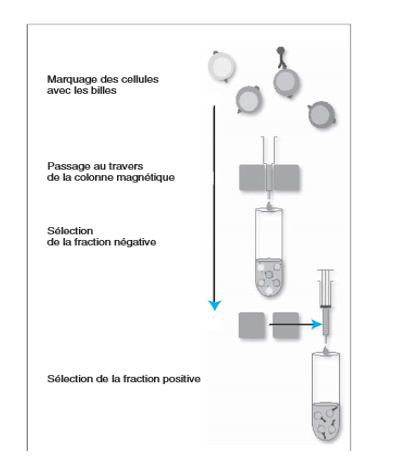 Marquage des cellules
avec les billes
Passage au travers
de la colonne magnétique
Sélection
de la fraction négative
Sélection de la fraction positive